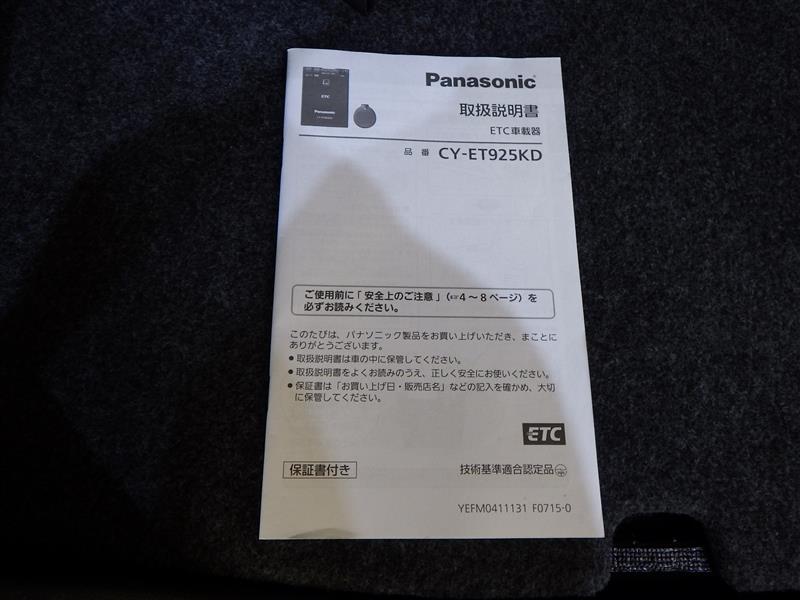 Panasonic
取扱説明書
ETC車載器
品 番 CY-ET925KD
ETC
Panasonic
ご使用前に「安全上のご注意」(☞4～8ページ)を
必ずお読みください。
このたびは、パナソニック製品をお買い上げいただき、まことに
ありがとうございます。
●取扱説明書は車の中に保管してください。
●取扱説明書をよくお読みのうえ、正しく安全にお使いください。
●保証書は「お買い上げ日・販売店名」などの記入を確かめ、大切
に保管してください。
ETC
保証書付き
技術基準適合認定品
YEFM0411131 F0715-0